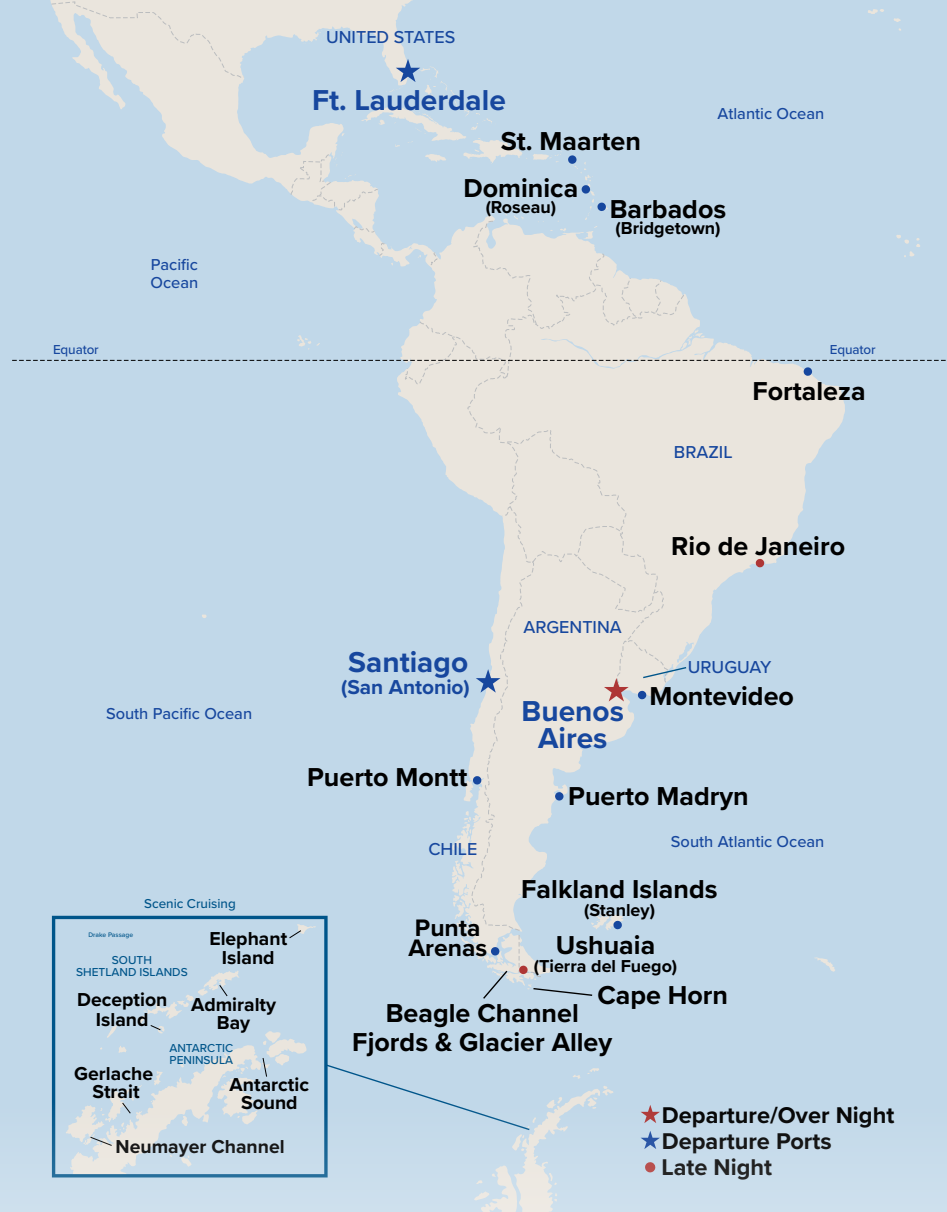 UNITED STATES
Ft. Lauderdale
Atlantic Ocean
St. Maarten
Dominica
(Roseau)
Barbados
(Bridgetown)
Pacific
Ocean
Equator
Equator
Fortaleza
BRAZIL
Rio de Janeiro
ARGENTINA
Santiago
(San Antonio)
URUGUAY
Montevideo
Buenos
Aires
South Pacific Ocean
Puerto Montt
Puerto Madryn
South Atlantic Ocean
CHILE
Falkland Islands
(Stanley)
Punta
Arenas
Ushuaia
(Tierra del Fuego)
Cape Horn
Beagle Channel
Fjords & Glacier Alley
Scenic Cruising
Drake Passage
Elephant
Island
SOUTH
SHETLAND ISLANDS
Deception
Island
Admiralty
Bay
ANTARCTIC
PENINSULA
Gerlache
Strait
Antarctic
Sound
Neumayer Channel
Departure/Over Night
Departure Ports
Late Night